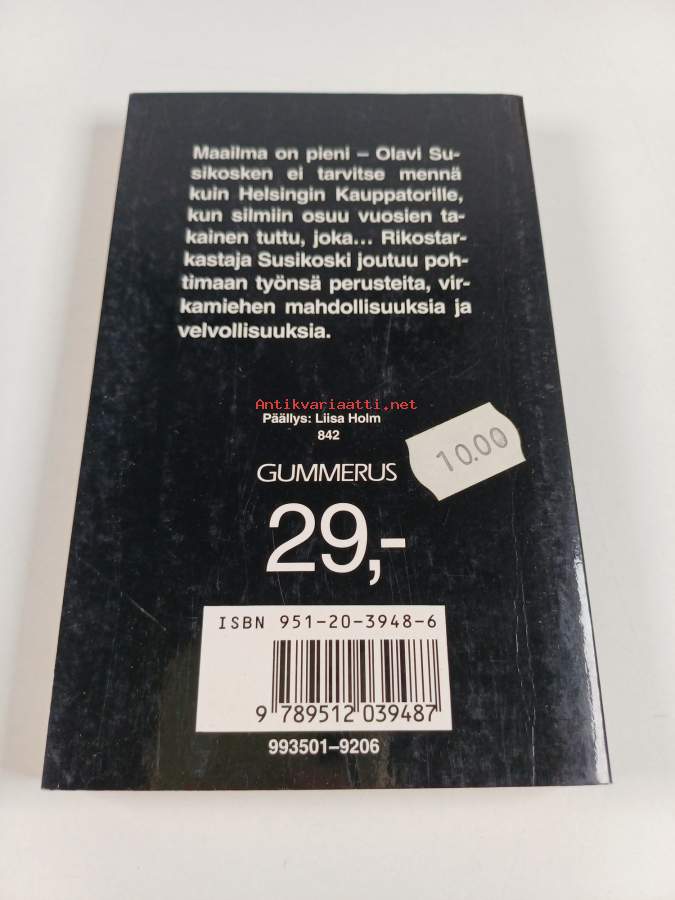 Maailma on pieni – Olavi Su-
sikosken ei tarvitse mennä
kuin Helsingin Kauppatorille,
kun silmiin osuu vuosien ta-
kainen tuttu, joka... Rikostar-
kastaja Susikoski joutuu poh-
timaan työnsä perusteita, vir-
kamiehen mahdollisuuksia ja
velvollisuuksia.
Antikvariaatti.net
Päällys: Liisa Holm
842
10.00
GUMMERUS
29,-
ISBN 951-20-3948-6
9 789512 039487
993501–9206